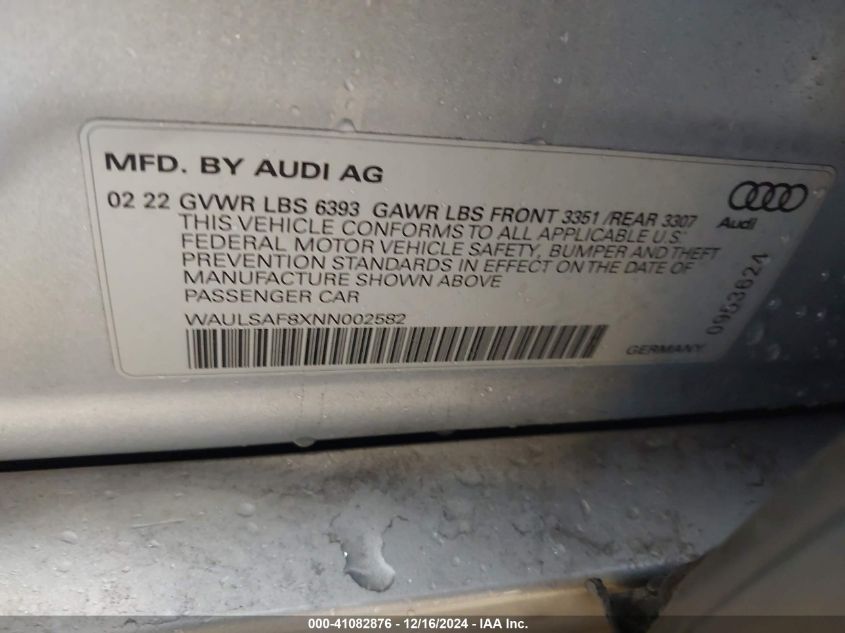 MFD. BY AUDI AG
02 22 GVWR LBS 6393 GAWR LBS FRONT 3351 /REAR 3307
THIS VEHICLE CONFORMS TO ALL APPLICABLE U.S.
FEDERAL MOTOR VEHICLE SAFETY, BUMPER AND THEFT
PREVENTION STANDARDS IN EFFECT ON THE DATE OF
MANUFACTURE SHOWN ABOVE
PASSENGER CAR
WAULSAF8XNN002582
GERMANY
Audi
0953624
000-41082876 - 12/16/2024 - IAA Inc.